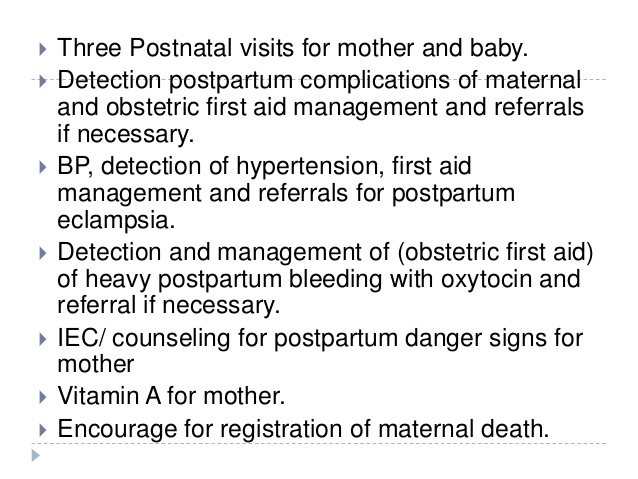 Three Postnatal visits for mother and baby.
Detection postpartum complications of maternal
and obstetric first aid management and referrals
if necessary.
BP, detection of hypertension, first aid
management and referrals for postpartum
eclampsia.
Detection and management of (obstetric first aid)
of heavy postpartum bleeding with oxytocin and
referral if necessary.
IEC/ counseling for postpartum danger signs for
mother
Vitamin A for mother.
Encourage for registration of maternal death.